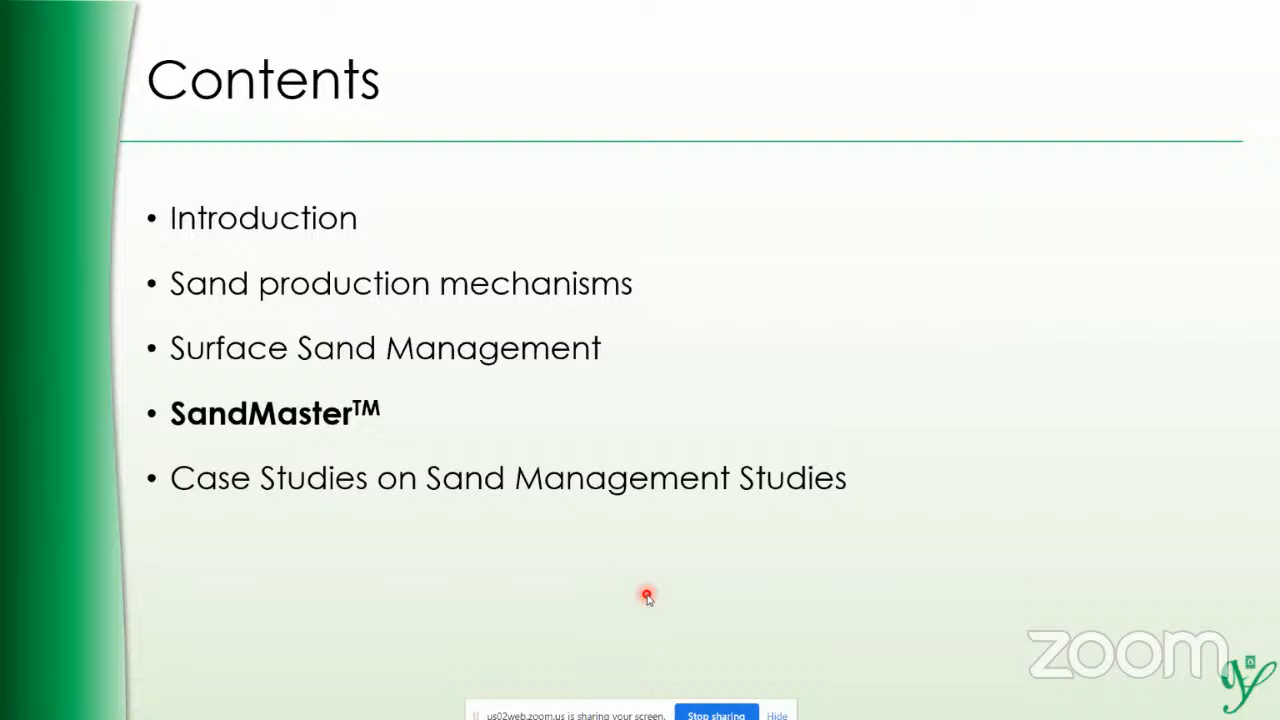 Contents
• Introduction
• Sand production mechanisms
• Surface Sand Management
• SandMaster™
• Case Studies on Sand Management Studies
zoom
us02web.zoom.us is sharing your screen. Stop sharing Hide